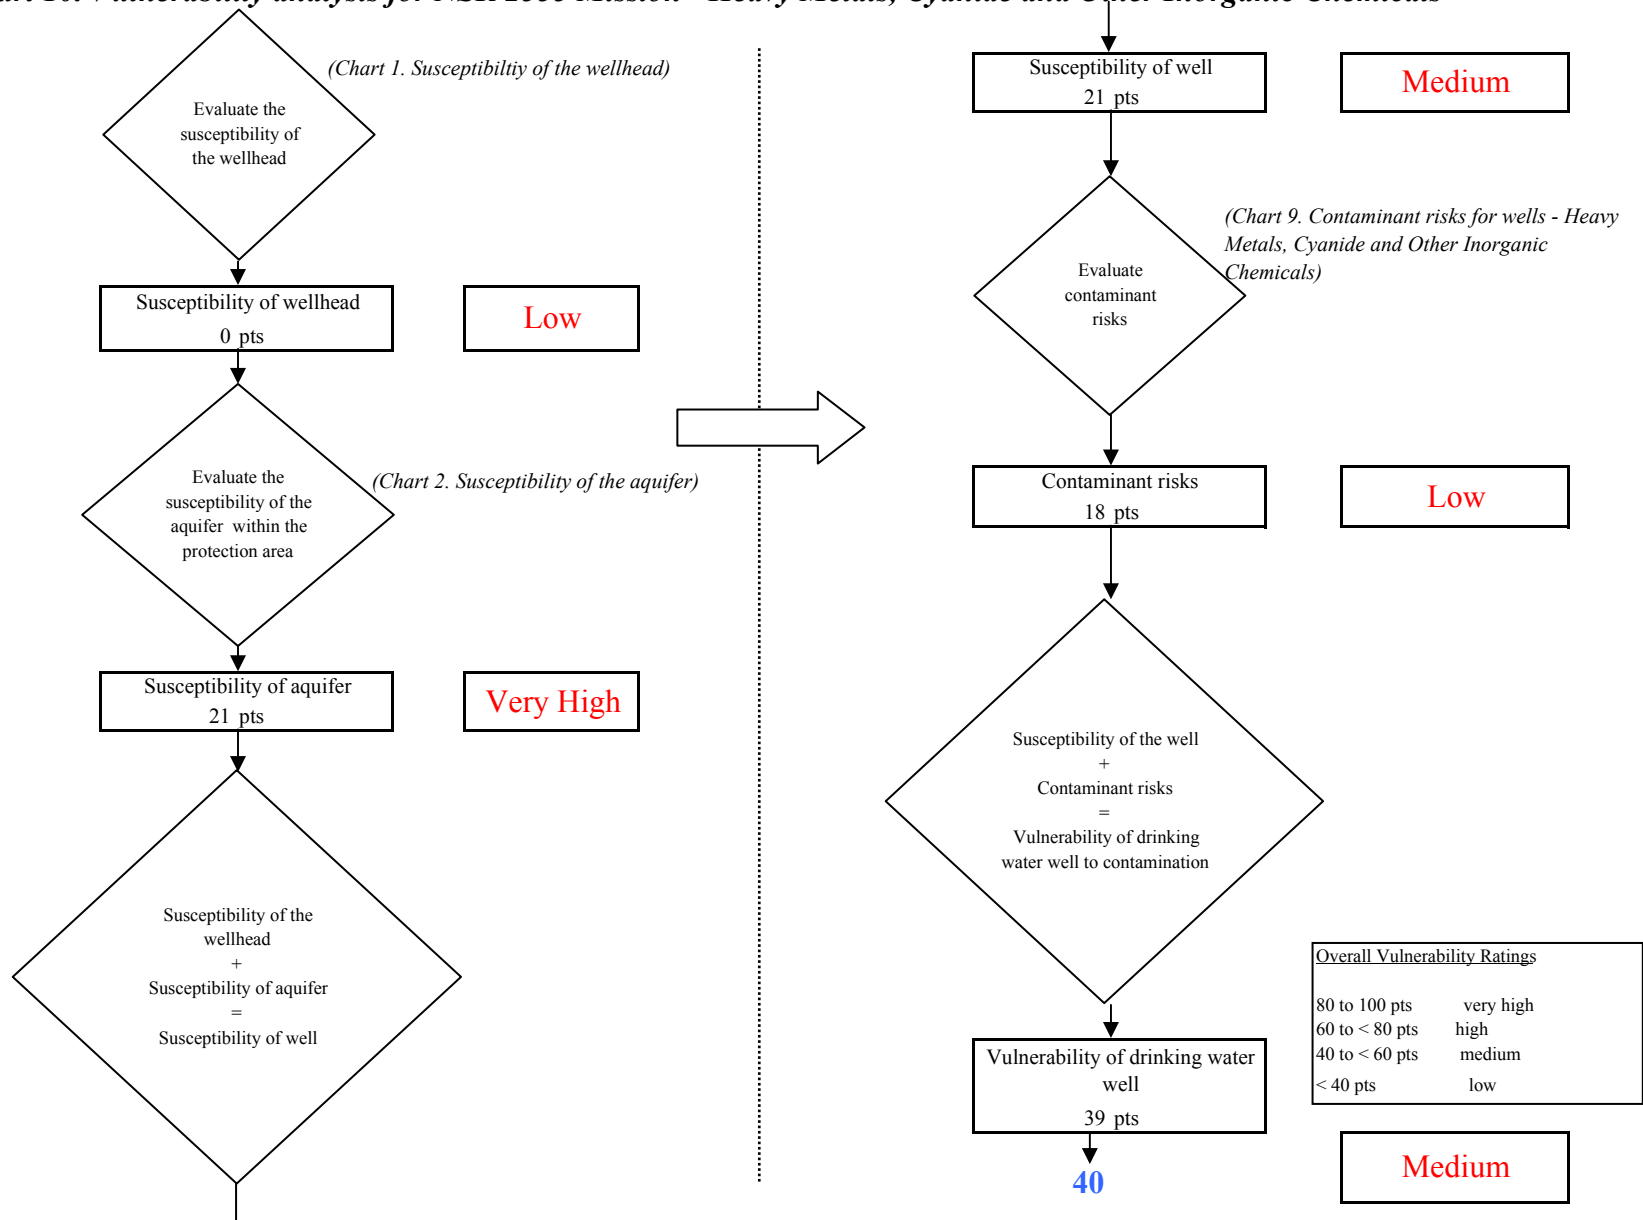 Chart 1. Susceptibiltiy of the wellhead)
Evaluate the
susceptibility of
the wellhead
Susceptibility of wellhead
0 pts
Low
Evaluate the
susceptibility of the
aquifer within the
protection area
(Chart 2. Susceptibility of the aquifer)
Susceptibility of aquifer
21 pts
Very High
Susceptibility of the
wellhead
+
Susceptibility of aquifer
=
Susceptibility of well
Susceptibility of well
21 pts
Medium
Evaluate
contaminant
risks
(Chart 9. Contaminant risks for wells - Heavy
Metals, Cyanide and Other Inorganic
Chemicals)
Contaminant risks
18 pts
Low
Susceptibility of the well
+
Contaminant risks
=
Vulnerability of drinking
water well to contamination
Overall Vulnerability Ratings
80 to 100 pts very high
60 to < 80 pts high
40 to < 60 pts medium
< 40 pts low
Vulnerability of drinking water
well
39 pts
40
Medium